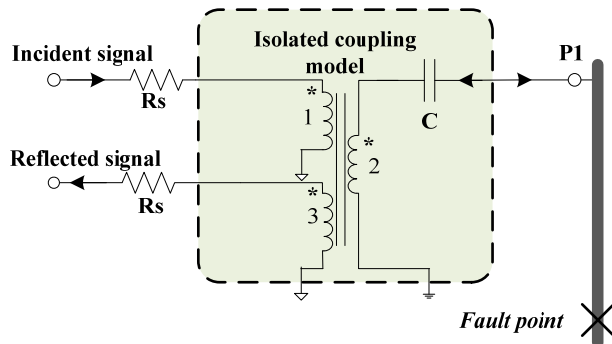 Incident signal
Rs
Isolated coupling
model
P1
*
1
C
*
2
Reflected signal
Rs
*
3
Fault point